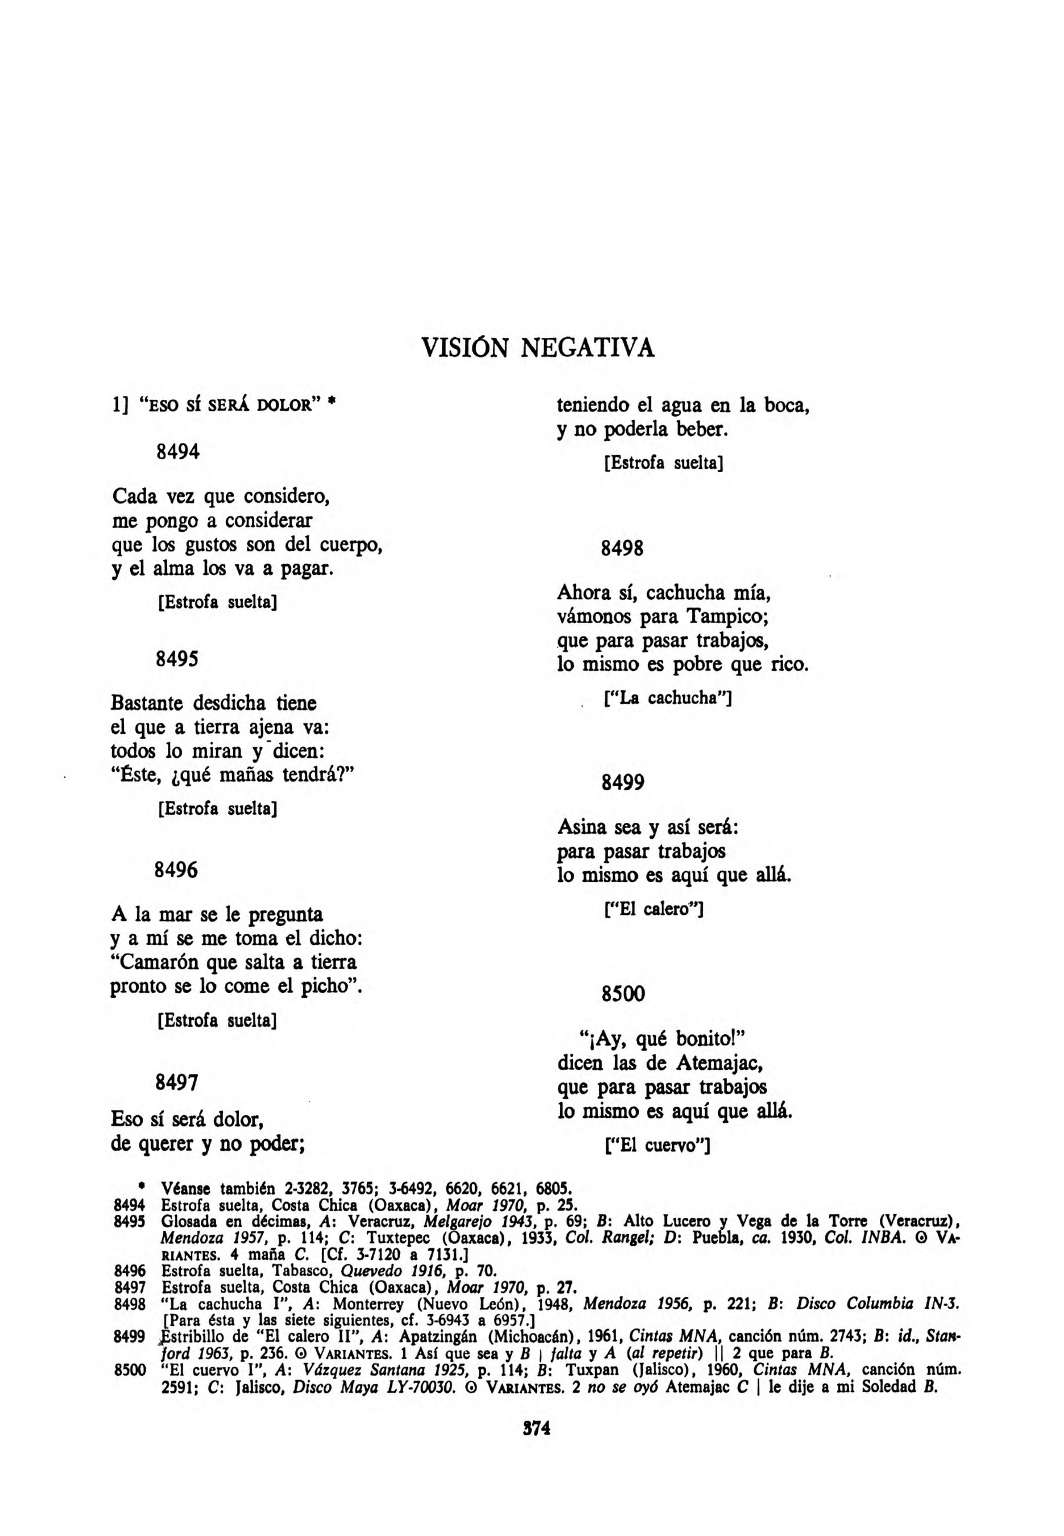 VISIÓN NEGATIVA
1] “ESO SÍ SERÁ DOLOR” *
8494
Cada vez que considero,
me pongo a considerar
que los gustos son del cuerpo,
y el alma los va a pagar.
[Estrofa suelta]
8495
Bastante desdicha tiene
el que a tierra ajena va:
todos lo miran y dicen:
“Éste, ¿qué mañas tendrá?”
[Estrofa suelta]
8496
A la mar se le pregunta
y a mí se me toma el dicho:
“Camarón que salta a tierra
pronto se lo come el picho”.
[Estrofa suelta]
8497
Eso sí será dolor,
de querer y no poder;
teniendo el agua en la boca,
y no poderla beber.
[Estrofa suelta]
8498
Ahora sí, cachucha mía,
vámonos para Tampico;
que para pasar trabajos,
lo mismo es pobre que rico.
[“La cachucha”]
8499
Asina sea y así será:
para pasar trabajos
lo mismo es aquí que allá.
[“El calero”]
8500
“¡Ay, qué bonito!”
dicen las de Atemajac,
que para pasar trabajos
lo mismo es aquí que allá.
[“El cuervo”]
* Véanse también 2-3282, 3765; 3-6492, 6620, 6621, 6805.
8494 Estrofa suelta, Costa Chica (Oaxaca), Moar 1970, p. 25.
8495 Glosada en décimas, A: Veracruz, Melgarejo 1943, p. 69; B: Alto Lucero y Vega de la Torre (Veracruz),
Mendoza 1957, p. 114; C: Tuxtepec (Oaxaca), 1933, Col. Rangel; D: Puebla, ca. 1930, Col. INBA. ⊙ VA-
RIANTES. 4 maña C. [Cf. 3-7120 a 7131.]
8496 Estrofa suelta, Tabasco, Quevedo 1916, p. 70.
8497 Estrofa suelta, Costa Chica (Oaxaca), Moar 1970, p. 27.
8498 “La cachucha I”, A: Monterrey (Nuevo León), 1948, Mendoza 1956, p. 221; B: Disco Columbia IN-3.
[Para ésta y las siete siguientes, cf. 3-6943 a 6957.]
8499 Estribillo de “El calero II”, A: Apatzingán (Michoacán), 1961, Cintas MNA, canción núm. 2743; B: id., Stan-
ford 1963, p. 236. ⊙ VARIANTES. 1 Así que sea y B | falta y A (al repetir) || 2 que para B.
8500 “El cuervo I”, A: Vázquez Santana 1925, p. 114; B: Tuxpan (Jalisco), 1960, Cintas MNA, canción núm.
2591; C: Jalisco, Disco Maya LY-70030. ⊙ VARIANTES. 2 no se oyó Atemajac C | le dije a mi Soledad B.
374